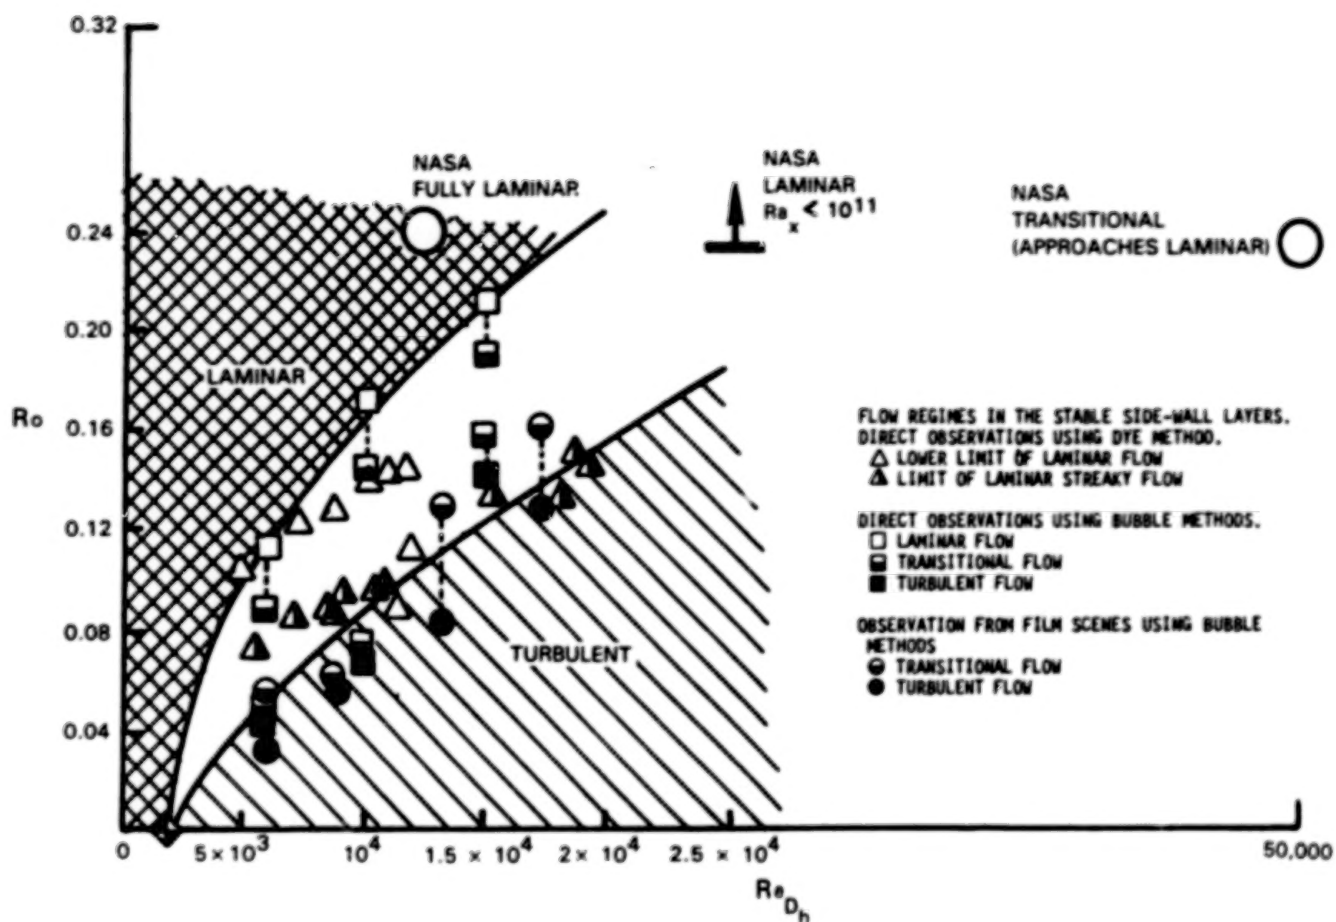 0.32
NASA
FULLY LAMINAR
NASA
LAMINAR
Ra_x < 10^11
NASA
TRANSITIONAL
(APPROACHES LAMINAR)
0.24
0.20
LAMINAR
Ro
0.16
FLOW REGIMES IN THE STABLE SIDE-WALL LAYERS.
DIRECT OBSERVATIONS USING DYE METHOD.
LOWER LIMIT OF LAMINAR FLOW
LIMIT OF LAMINAR STREAKY FLOW
0.12
DIRECT OBSERVATIONS USING BUBBLE METHODS.
LAMINAR FLOW
TRANSITIONAL FLOW
TURBULENT FLOW
0.08
TURBULENT
OBSERVATION FROM FILM SCENES USING BUBBLE
METHODS
TRANSITIONAL FLOW
TURBULENT FLOW
0.04
0 5 × 10^3 10^4 1.5 × 10^4 2 × 10^4 2.5 × 10^4 50,000
Re_D_h